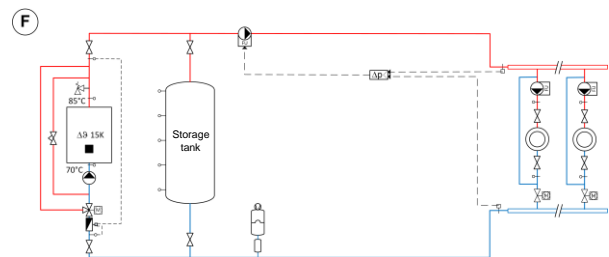 F
Δp
85°C
Δϑ 15K
Storage
tank
70°C
M
M
M